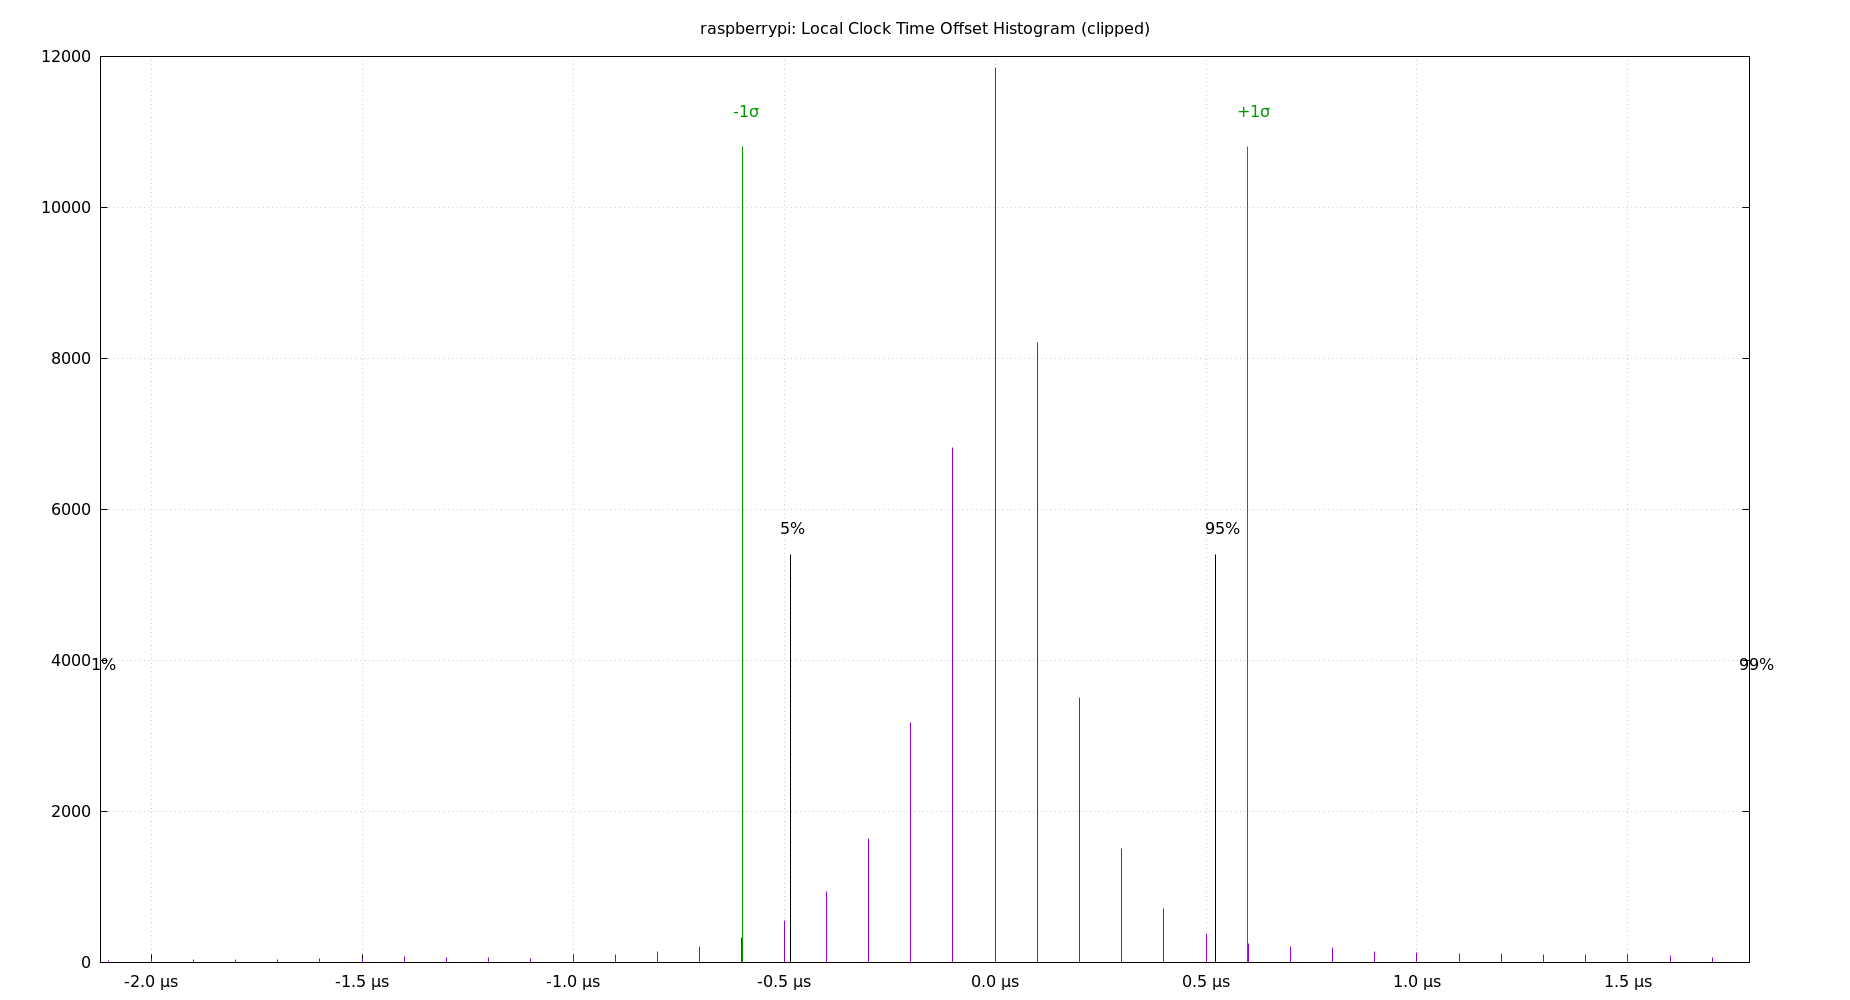 raspberrypi: Local Clock Time Offset Histogram (clipped)
12000
-1σ
+1σ
10000
8000
6000
5%
95%
4000
1%
99%
2000
0
-2.0 µs
-1.5 µs
-1.0 µs
-0.5 µs
0.0 µs
0.5 µs
1.0 µs
1.5 µs